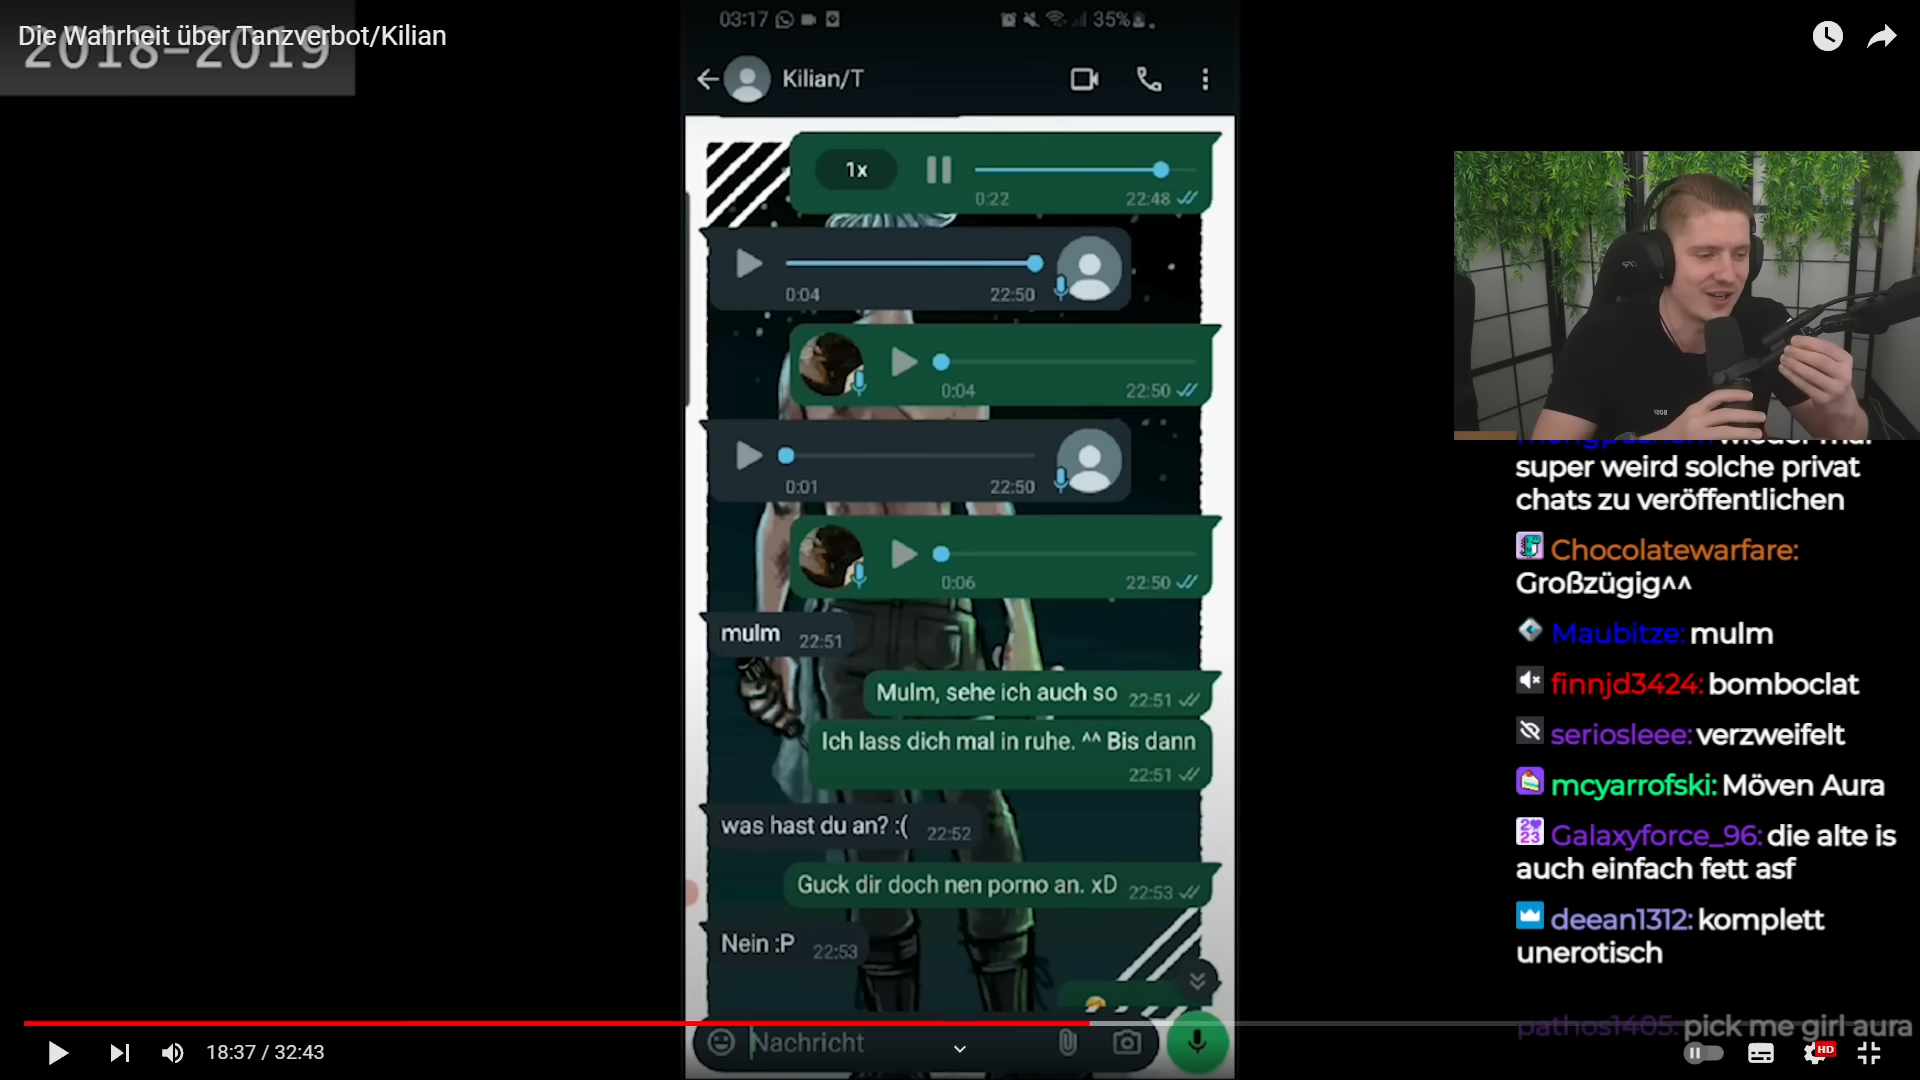 Die Wahrheit über Tanzverbot/Kilian
2018-2019
03:17
35%
Kilian/T
1x
0:22
22:48
0:04
22:50
0:04
22:50
0:01
22:50
0:06
22:50
mulm 22:51
Mulm, sehe ich auch so 22:51
Ich lass dich mal in ruhe. ^^ Bis dann
22:51
was hast du an? :( 22:52
Guck dir doch nen porno an. xD 22:53
Nein :P 22:53
Nachricht
super weird solche privat
chats zu veröffentlichen
Chocolatewarfare:
Großzügig^^
Maubitze: mulm
finnjd3424: bomboclat
seriosleee: verzweifelt
mcyarrofski: Möven Aura
Galaxyforce_96: die alte is
auch einfach fett asf
deean1312: komplett
unerotisch
pathos1405: pick me girl aura
18:37 / 32:43
HD